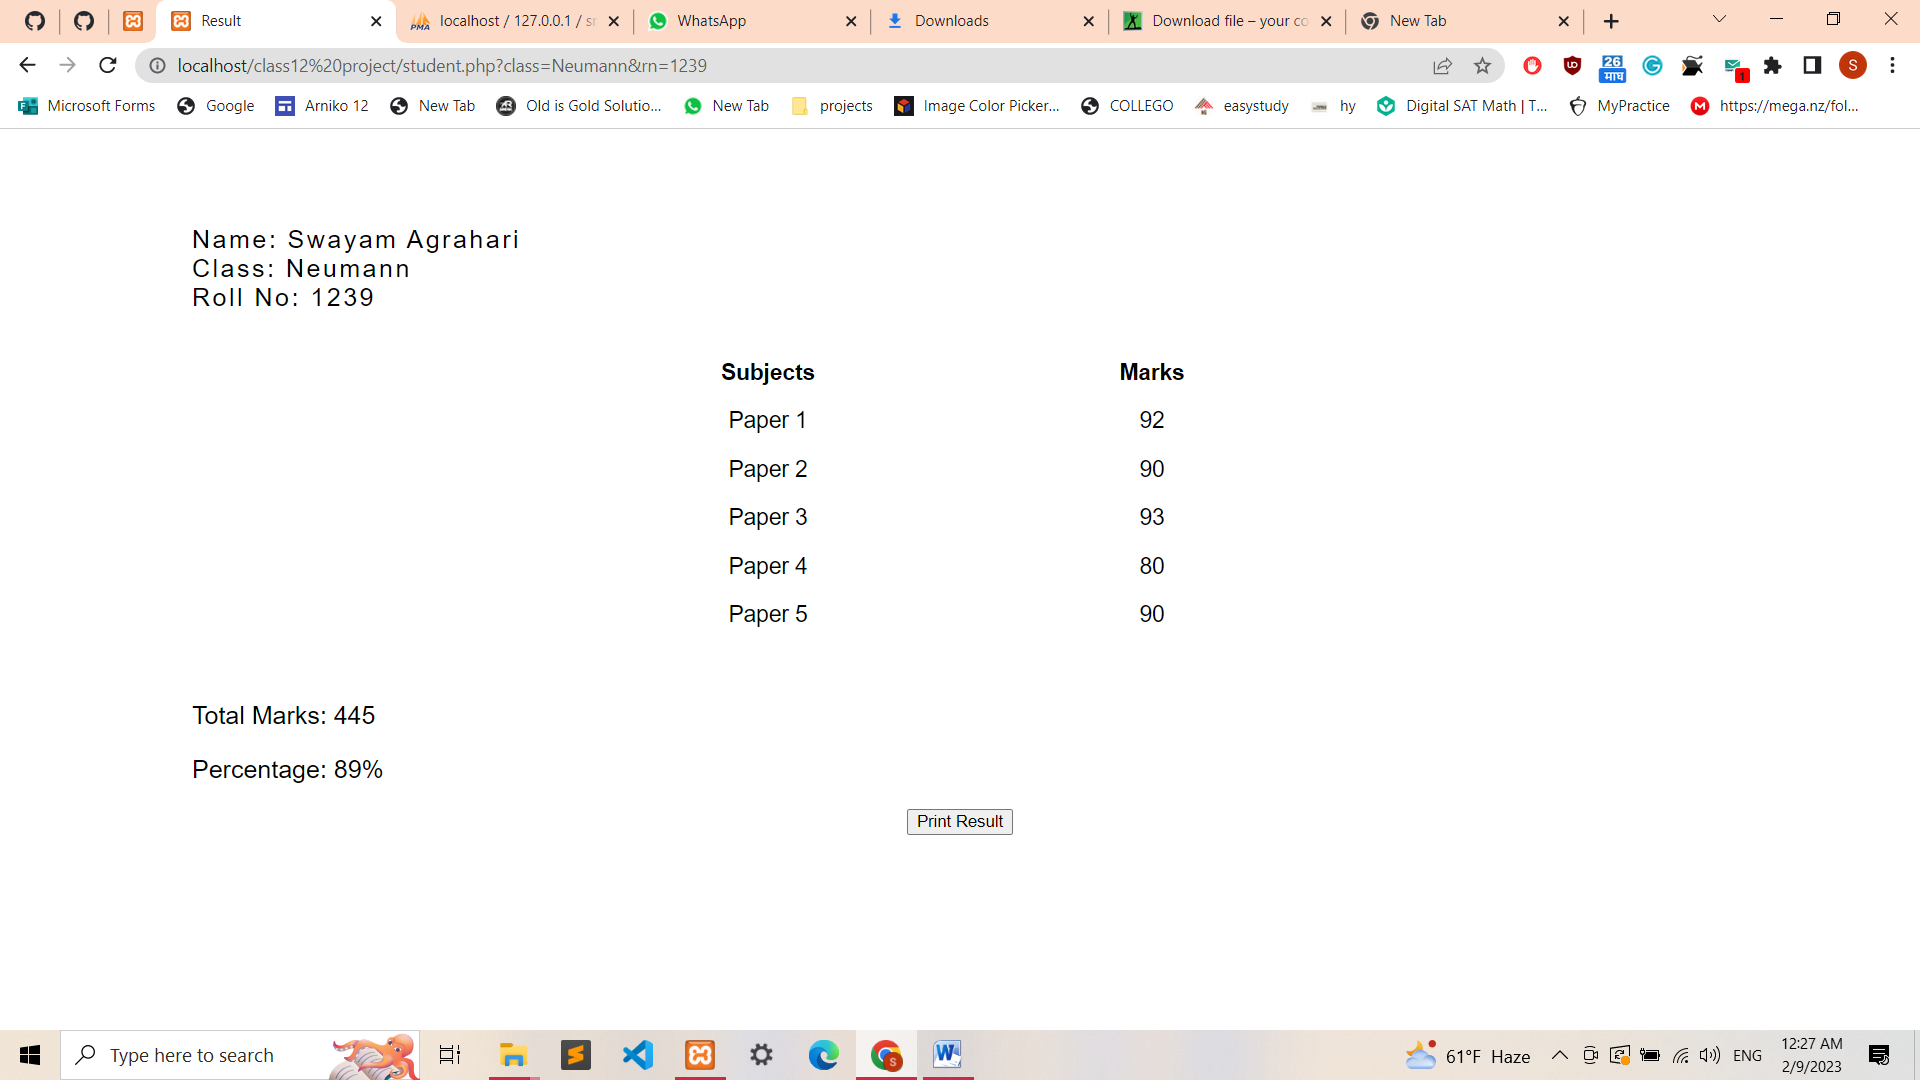 Result
localhost / 127.0.0.1 / sr
WhatsApp
Downloads
Download file – your co
New Tab
localhost/class12%20project/student.php?class=Neumann&rn=1239
26
माघ
1
S
Microsoft Forms
Google
Arniko 12
New Tab
Old is Gold Solutio...
New Tab
projects
Image Color Picker...
COLLEGO
easystudy
hy
Digital SAT Math | T...
MyPractice
https://mega.nz/fol...
Name: Swayam Agrahari
Class: Neumann
Roll No: 1239
Subjects Marks
Paper 1 92
Paper 2 90
Paper 3 93
Paper 4 80
Paper 5 90
Total Marks: 445
Percentage: 89%
Print Result
Type here to search
61°F Haze
ENG
12:27 AM
2/9/2023